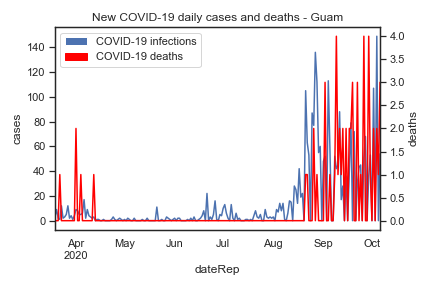 New COVID-19 daily cases and deaths - Guam
COVID-19 infections
COVID-19 deaths
cases
140
120
100
80
60
40
20
0
deaths
4.0
3.5
3.0
2.5
2.0
1.5
1.0
0.5
0.0
Apr May Jun Jul Aug Sep Oct
2020
dateRep